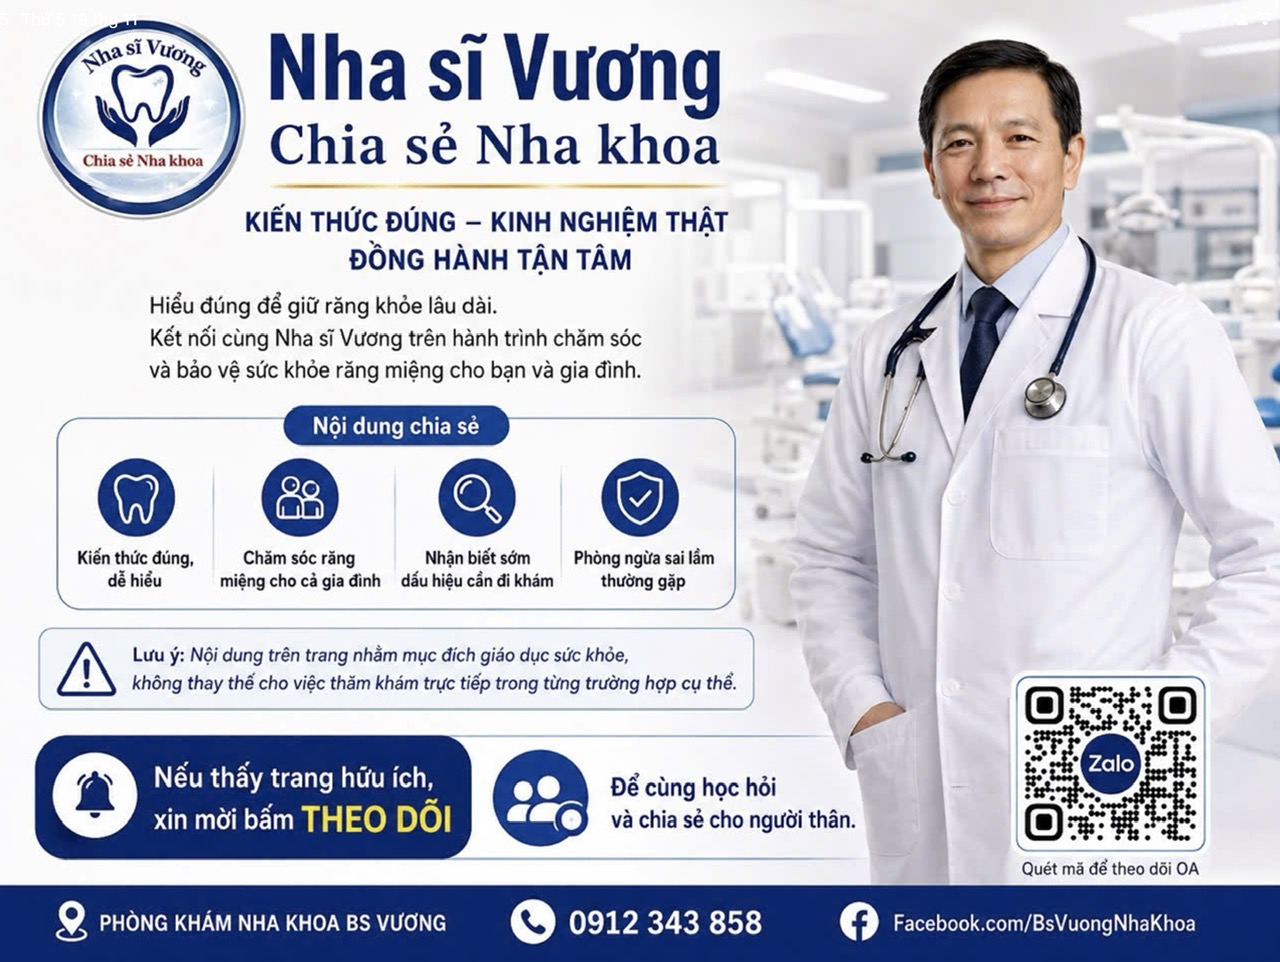 Nha sĩ Vương
Chia sẻ Nha khoa
Nha sĩ Vương
Chia sẻ Nha khoa
KIẾN THỨC ĐÚNG – KINH NGHIỆM THẬT
ĐỒNG HÀNH TẬN TÂM
Hiểu đúng để giữ răng khỏe lâu dài.
Kết nối cùng Nha sĩ Vương trên hành trình chăm sóc
và bảo vệ sức khỏe răng miệng cho bạn và gia đình.
Nội dung chia sẻ
Kiến thức đúng,
dễ hiểu
Chăm sóc răng
miệng cho cả gia đình
Nhận biết sớm
dấu hiệu cần đi khám
Phòng ngừa sai lầm
thường gặp
Lưu ý: Nội dung trên trang nhằm mục đích giáo dục sức khỏe,
không thay thế cho việc thăm khám trực tiếp trong từng trường hợp cụ thể.
Nếu thấy trang hữu ích,
xin mời bấm THEO DÕI
Để cùng học hỏi
và chia sẻ cho người thân.
Zalo
Quét mã để theo dõi OA
PHÒNG KHÁM NHA KHOA BS VƯƠNG
0912 343 858
Facebook.com/BsVuongNhaKhoa